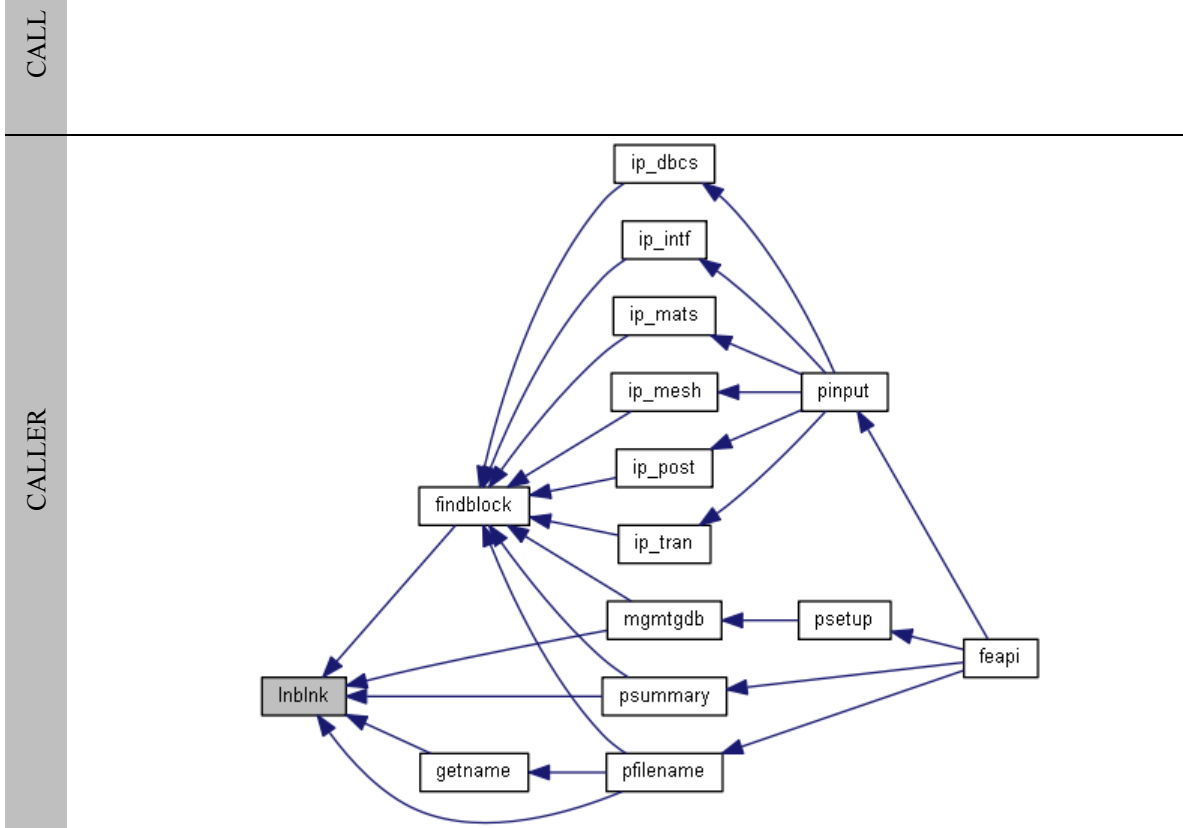 CALL
CALLER
ip_dbcs
ip_intf
ip_mats
ip_mesh
pinput
ip_post
findblock
ip_tran
mgmtgdb
psetup
feapi
lnblnk
psummary
getname
pfilename